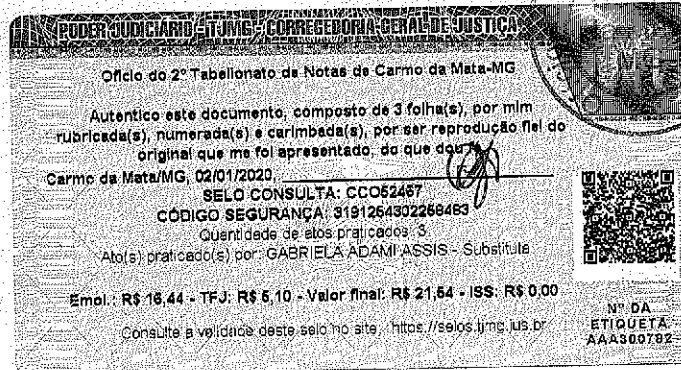 PODER JUDICIÁRIO - TJMG - CORREGEDORIA-GERAL DE JUSTIÇA
Ofício do 2º Tabelionato de Notas de Carmo da Mata-MG
Autentico este documento, composto de 3 folha(s), por mim
rubricada(s), numerada(s) e carimbada(s), por ser reprodução fiel do
original que me foi apresentado, do que dou fé.
Carmo da Mata/MG, 02/01/2020.
SELO CONSULTA: CCO52467
CÓDIGO SEGURANÇA: 3191254302256463
Quantidade de atos praticados: 3
Ato(s) praticado(s) por: GABRIELA ADAMI ASSIS - Substituta
Emol.: R$ 16,44 - TFJ: R$ 5,10 - Valor final: R$ 21,54 - ISS: R$ 0,00
Consulte a validade deste selo no site: https://selos.tjmg.jus.br
Nº DA
ETIQUETA
AAA300792